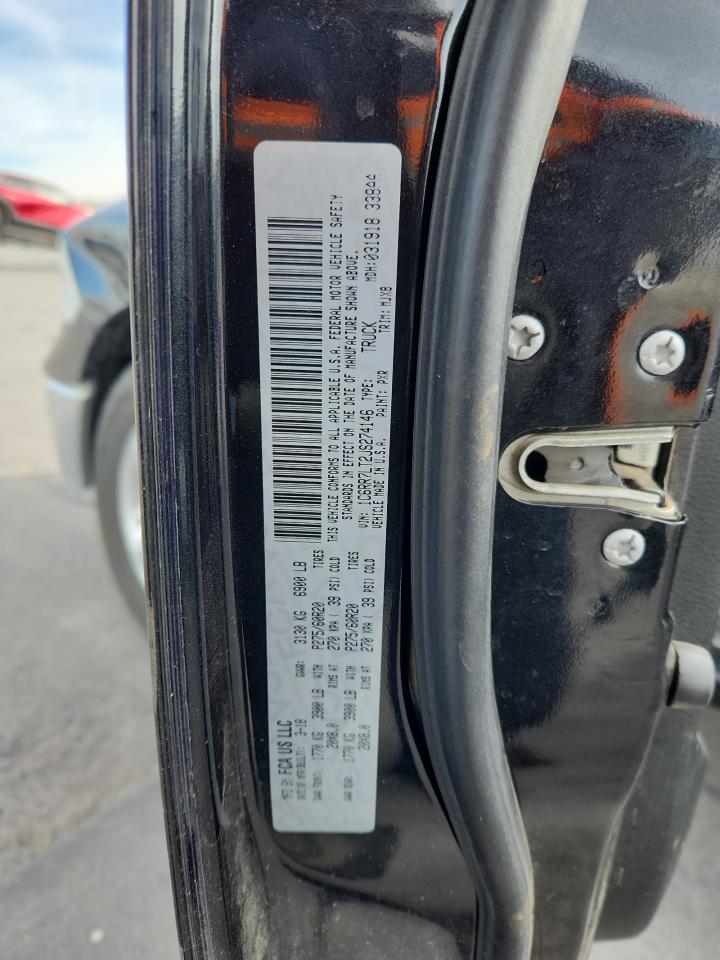 MFD BY FCA US LLC
DATE OF MFR(BUILT): 3-18 GVWR: 3130 KG 6900 LB
GAWR FRONT: 1770 KG 3900 LB WITH P275/60R20 TIRES
20X8.0 RIMS AT 270 KPA ( 39 PSI) COLD
GAWR REAR: 1770 KG 3900 LB WITH P275/60R20 TIRES
20X8.0 RIMS AT 270 KPA ( 39 PSI) COLD
THIS VEHICLE CONFORMS TO ALL APPLICABLE U.S.A. FEDERAL MOTOR VEHICLE SAFETY
STANDARDS IN EFFECT ON THE DATE OF MANUFACTURE SHOWN ABOVE.
VIN: 1C6RR7LT2JS274146 TYPE: TRUCK MDH:031918 33844
VEHICLE MADE IN U.S.A. PAINT: PXR TRIM: MJX8